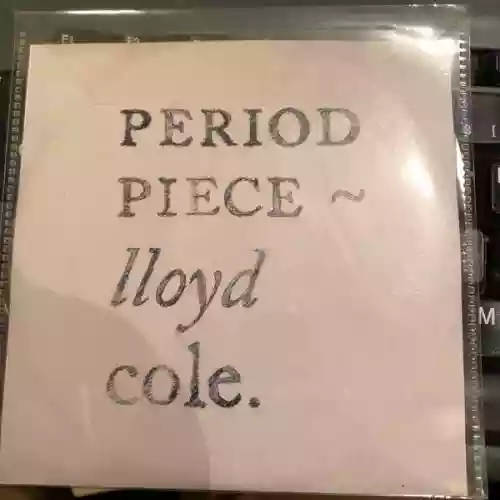 PERIOD
PIECE ~
lloyd
cole.
M